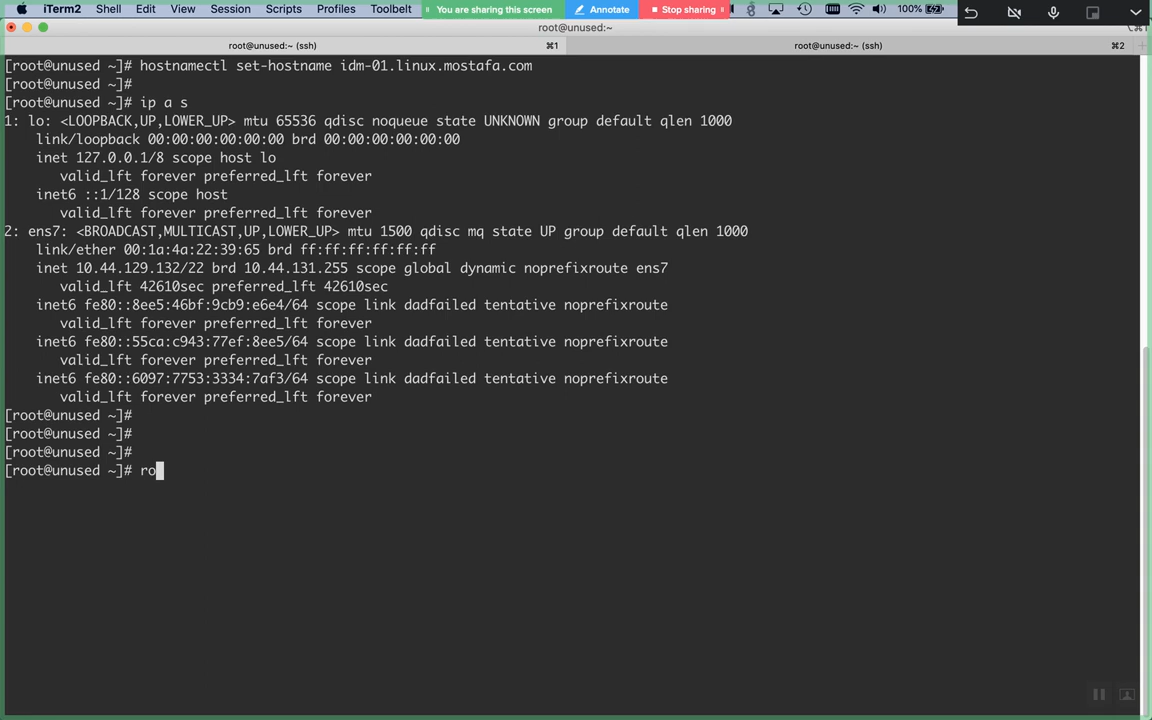 iTerm2 Shell Edit View Session Scripts Profiles Toolbelt You are sharing this screen Annotate Stop sharing 100%
root@unused:~
root@unused:~ (ssh) ⌘1 root@unused:~ (ssh) ⌘2
[root@unused ~]# hostnamectl set-hostname idm-01.linux.mostafa.com
[root@unused ~]#
[root@unused ~]# ip a s
1: lo: <LOOPBACK,UP,LOWER_UP> mtu 65536 qdisc noqueue state UNKNOWN group default qlen 1000
    link/loopback 00:00:00:00:00:00 brd 00:00:00:00:00:00
    inet 127.0.0.1/8 scope host lo
       valid_lft forever preferred_lft forever
    inet6 ::1/128 scope host
       valid_lft forever preferred_lft forever
2: ens7: <BROADCAST,MULTICAST,UP,LOWER_UP> mtu 1500 qdisc mq state UP group default qlen 1000
    link/ether 00:1a:4a:22:39:65 brd ff:ff:ff:ff:ff:ff
    inet 10.44.129.132/22 brd 10.44.131.255 scope global dynamic noprefixroute ens7
       valid_lft 42610sec preferred_lft 42610sec
    inet6 fe80::8ee5:46bf:9cb9:e6e4/64 scope link dadfailed tentative noprefixroute
       valid_lft forever preferred_lft forever
    inet6 fe80::55ca:c943:77ef:8ee5/64 scope link dadfailed tentative noprefixroute
       valid_lft forever preferred_lft forever
    inet6 fe80::6097:7753:3334:7af3/64 scope link dadfailed tentative noprefixroute
       valid_lft forever preferred_lft forever
[root@unused ~]#
[root@unused ~]#
[root@unused ~]#
[root@unused ~]# ro